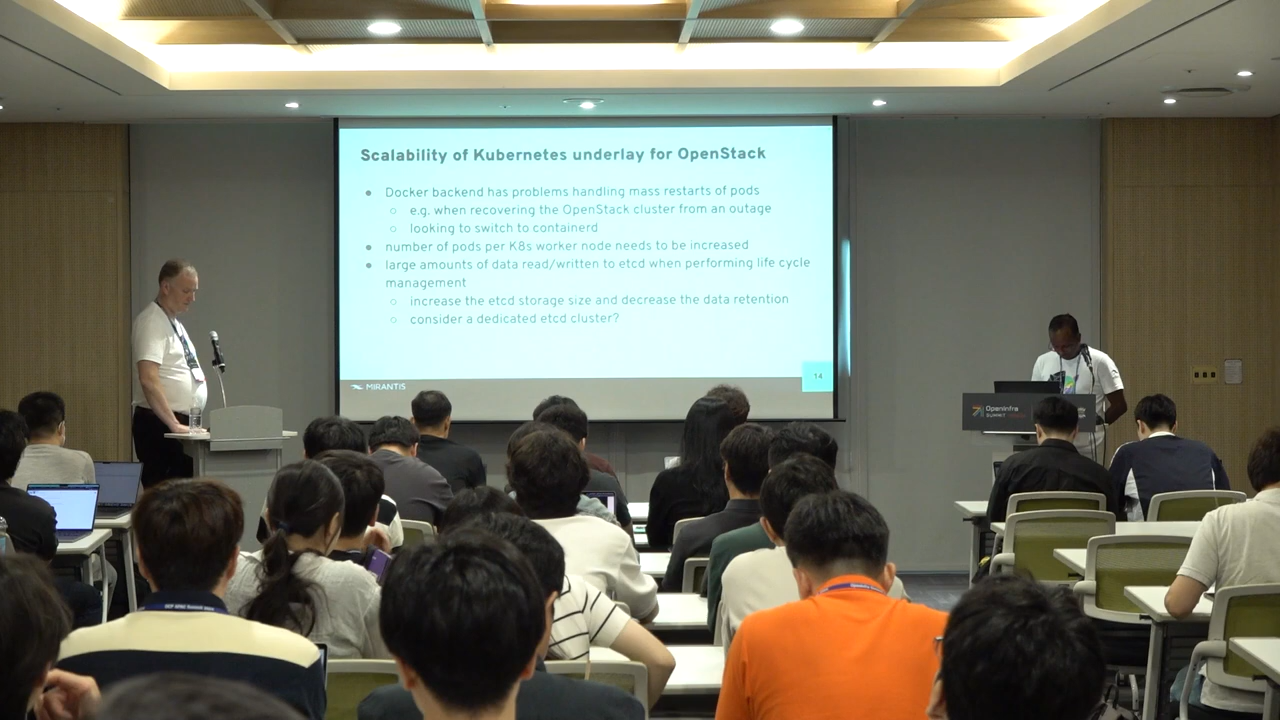 Scalability of Kubernetes underlay for OpenStack
● Docker backend has problems handling mass restarts of pods
○ e.g. when recovering the OpenStack cluster from an outage
○ looking to switch to containerd
● number of pods per K8s worker node needs to be increased
● large amounts of data read/written to etcd when performing life cycle
management
○ increase the etcd storage size and decrease the data retention
○ consider a dedicated etcd cluster?
MIRANTIS
14
OpenInfra
SUMMIT